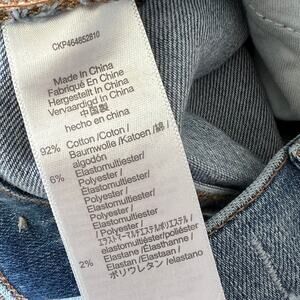 CKP464852810
Made In China
Fabriqué En Chine
Hergestellt In China
Vervaardigd In China
中国製
hecho en china
92% Cotton / Coton /
Baumwolle / Katoen / 綿 /
algodón
6% Elastomultiester /
Polyester /
Elastomultiester /
Polyester /
Elastomultiester /
Polyester /
エラストマールチエステル/ポリエステル /
elastomultiéster/poliéster
2% Elastane / Élasthanne /
Elastan / Elastaan /
ポリウレタン / elastano